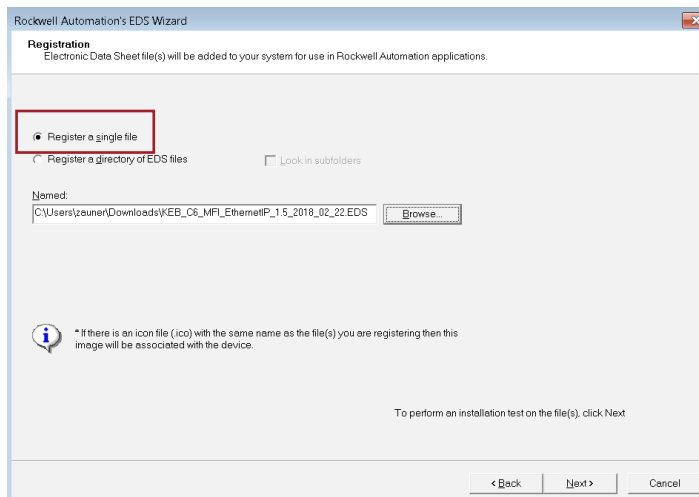 Rockwell Automation's EDS Wizard
Registration
Electronic Data Sheet file(s) will be added to your system for use in Rockwell Automation applications.
Register a single file
Register a directory of EDS files
Look in subfolders
Named:
C:\Users\zauner\Downloads\KEB_C6_MFI_EthernetIP_1.5_2018_02_22.EDS
Browse...
* If there is an icon file (.ico) with the same name as the file(s) you are registering then this
image will be associated with the device.
To perform an installation test on the file(s), click Next
< Back
Next >
Cancel